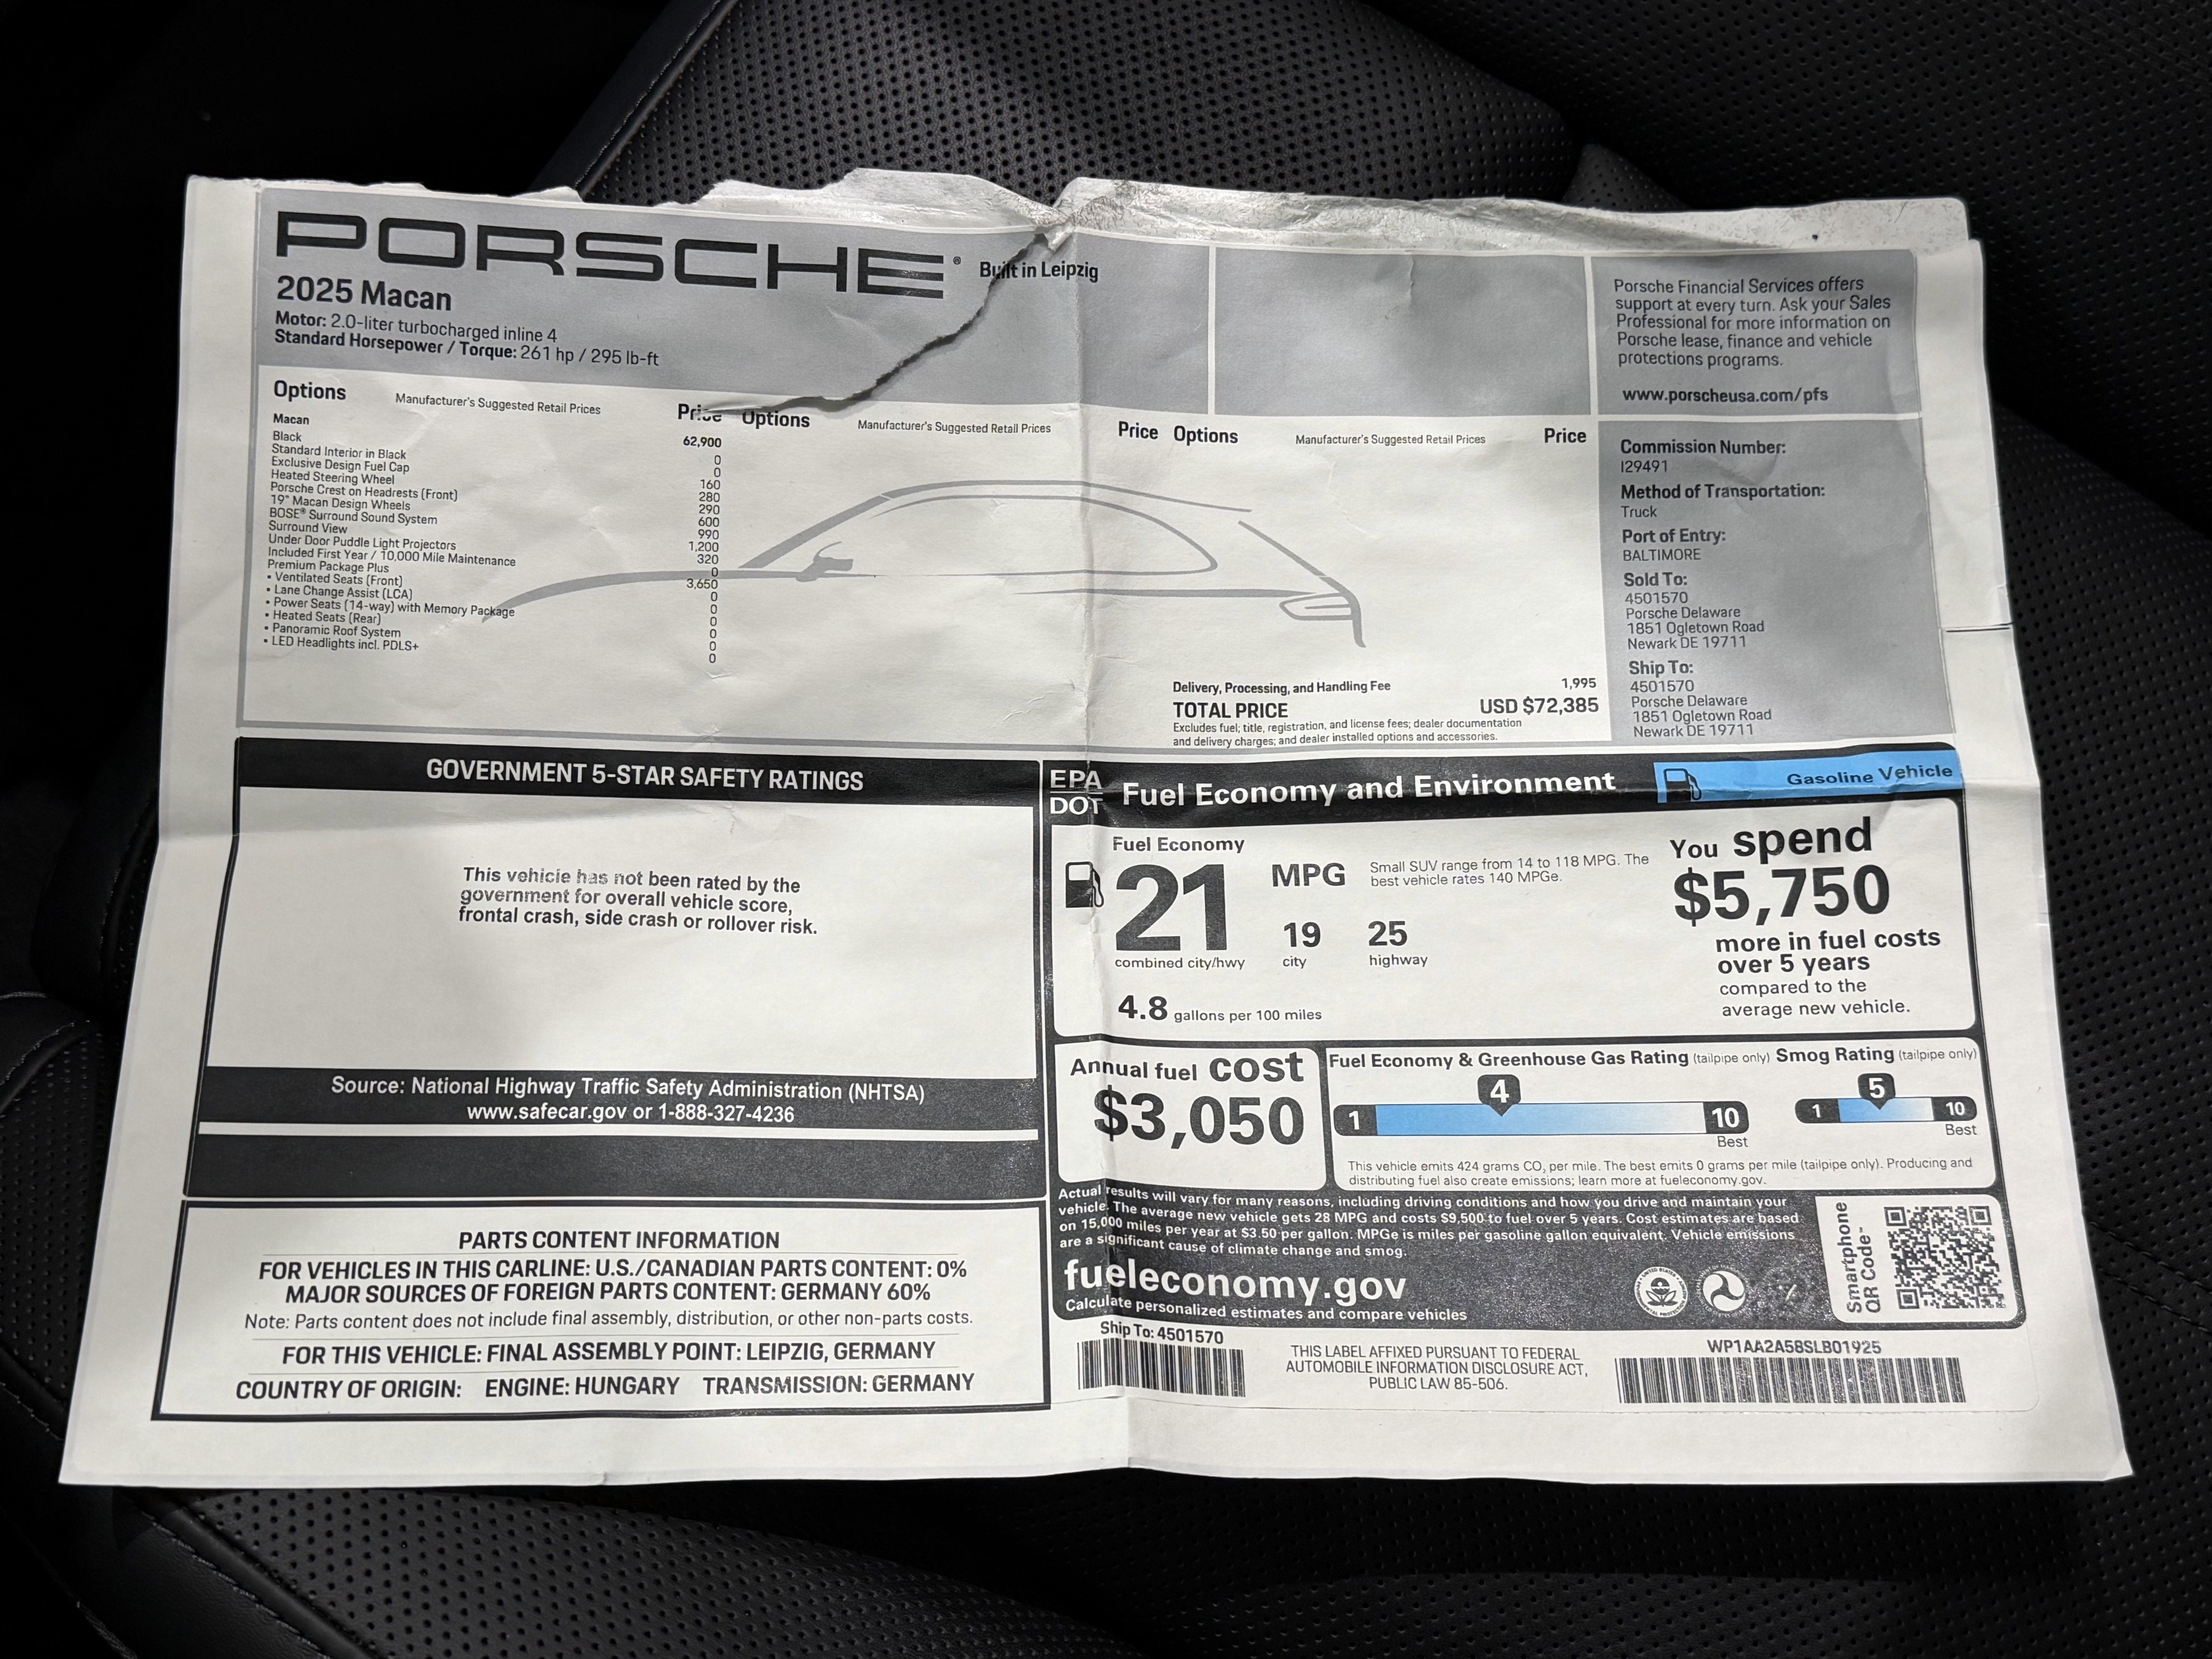 PORSCHE®
Built in Leipzig
2025 Macan
Motor: 2.0-liter turbocharged inline 4
Standard Horsepower / Torque: 261 hp / 295 lb-ft
Porsche Financial Services offers
support at every turn. Ask your Sales
Professional for more information on
Porsche lease, finance and vehicle
protections programs.
www.porscheusa.com/pfs
Options Manufacturer's Suggested Retail Prices Price
Options Manufacturer's Suggested Retail Prices Price
Options Manufacturer's Suggested Retail Prices Price
Macan 62,900
Black 0
Standard Interior in Black 0
Exclusive Design Fuel Cap 160
Heated Steering Wheel 280
Porsche Crest on Headrests (Front) 290
19" Macan Design Wheels 600
BOSE® Surround Sound System 990
Surround View 1,200
Under Door Puddle Light Projectors 320
Included First Year / 10,000 Mile Maintenance 0
Premium Package Plus 3,650
• Ventilated Seats (Front) 0
• Lane Change Assist (LCA) 0
• Power Seats (14-way) with Memory Package 0
• Heated Seats (Rear) 0
• Panoramic Roof System 0
• LED Headlights incl. PDLS+ 0
Delivery, Processing, and Handling Fee 1,995
TOTAL PRICE USD $72,385
Excludes fuel; title, registration, and license fees; dealer documentation
and delivery charges; and dealer installed options and accessories.
Commission Number:
I29491
Method of Transportation:
Truck
Port of Entry:
BALTIMORE
Sold To:
4501570
Porsche Delaware
1851 Ogletown Road
Newark DE 19711
Ship To:
4501570
Porsche Delaware
1851 Ogletown Road
Newark DE 19711
GOVERNMENT 5-STAR SAFETY RATINGS
This vehicle has not been rated by the
government for overall vehicle score,
frontal crash, side crash or rollover risk.
Source: National Highway Traffic Safety Administration (NHTSA)
www.safecar.gov or 1-888-327-4236
PARTS CONTENT INFORMATION
FOR VEHICLES IN THIS CARLINE: U.S./CANADIAN PARTS CONTENT: 0%
MAJOR SOURCES OF FOREIGN PARTS CONTENT: GERMANY 60%
Note: Parts content does not include final assembly, distribution, or other non-parts costs.
FOR THIS VEHICLE: FINAL ASSEMBLY POINT: LEIPZIG, GERMANY
COUNTRY OF ORIGIN: ENGINE: HUNGARY TRANSMISSION: GERMANY
EPA
DOT
Fuel Economy and Environment
Gasoline Vehicle
Fuel Economy
21 MPG
Small SUV range from 14 to 118 MPG. The
best vehicle rates 140 MPGe.
19 25
combined city/hwy city highway
4.8 gallons per 100 miles
You spend
$5,750
more in fuel costs
over 5 years
compared to the
average new vehicle.
Annual fuel cost
$3,050
Fuel Economy & Greenhouse Gas Rating (tailpipe only)
4
1 10
Best
Smog Rating (tailpipe only)
5
1 10
Best
This vehicle emits 424 grams CO₂ per mile. The best emits 0 grams per mile (tailpipe only). Producing and
distributing fuel also create emissions; learn more at fueleconomy.gov.
Actual results will vary for many reasons, including driving conditions and how you drive and maintain your
vehicle. The average new vehicle gets 28 MPG and costs $9,500 to fuel over 5 years. Cost estimates are based
on 15,000 miles per year at $3.50 per gallon. MPGe is miles per gasoline gallon equivalent. Vehicle emissions
are a significant cause of climate change and smog.
fueleconomy.gov
Calculate personalized estimates and compare vehicles
Smartphone
QR Code-
Ship To: 4501570
THIS LABEL AFFIXED PURSUANT TO FEDERAL
AUTOMOBILE INFORMATION DISCLOSURE ACT,
PUBLIC LAW 85-506.
WP1AA2A58SLB01925